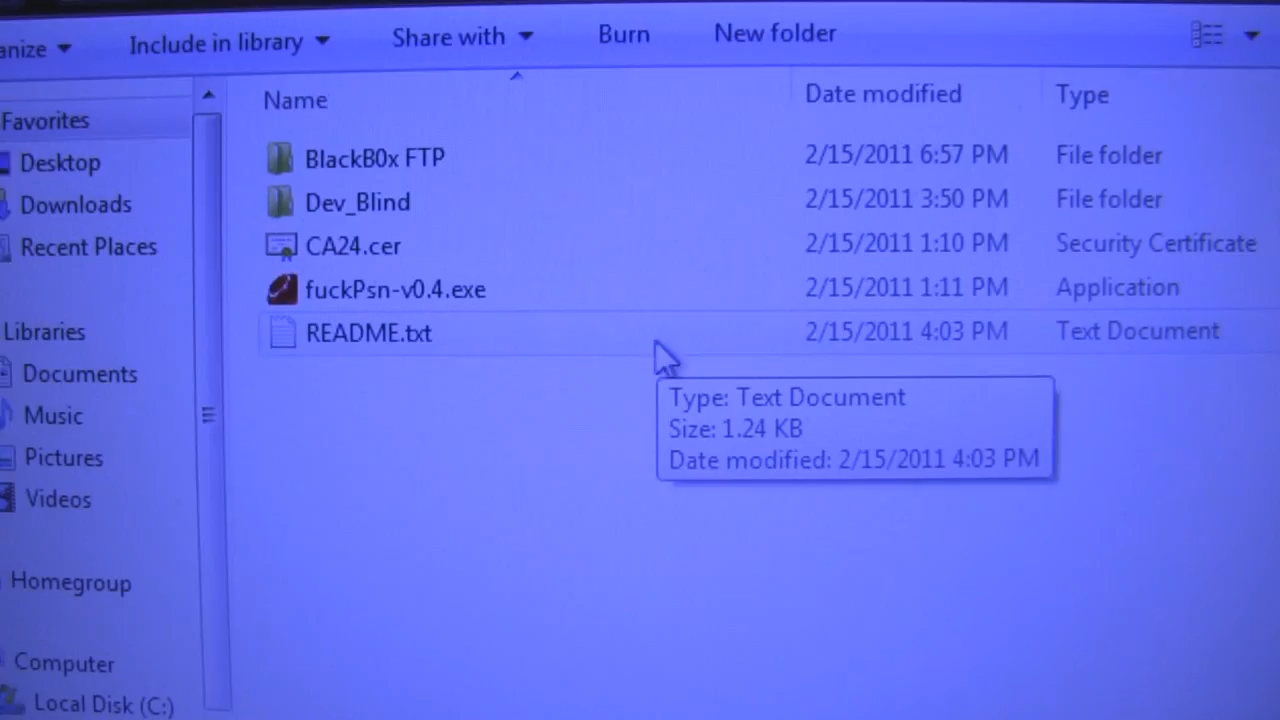 anize Include in library Share with Burn New folder
Name Date modified Type
Favorites
Desktop
Downloads
Recent Places
Libraries
Documents
Music
Pictures
Videos
Homegroup
Computer
Local Disk (C:)
BlackB0x FTP 2/15/2011 6:57 PM File folder
Dev_Blind 2/15/2011 3:50 PM File folder
CA24.cer 2/15/2011 1:10 PM Security Certificate
fuckPsn-v0.4.exe 2/15/2011 1:11 PM Application
README.txt 2/15/2011 4:03 PM Text Document
Type: Text Document
Size: 1.24 KB
Date modified: 2/15/2011 4:03 PM